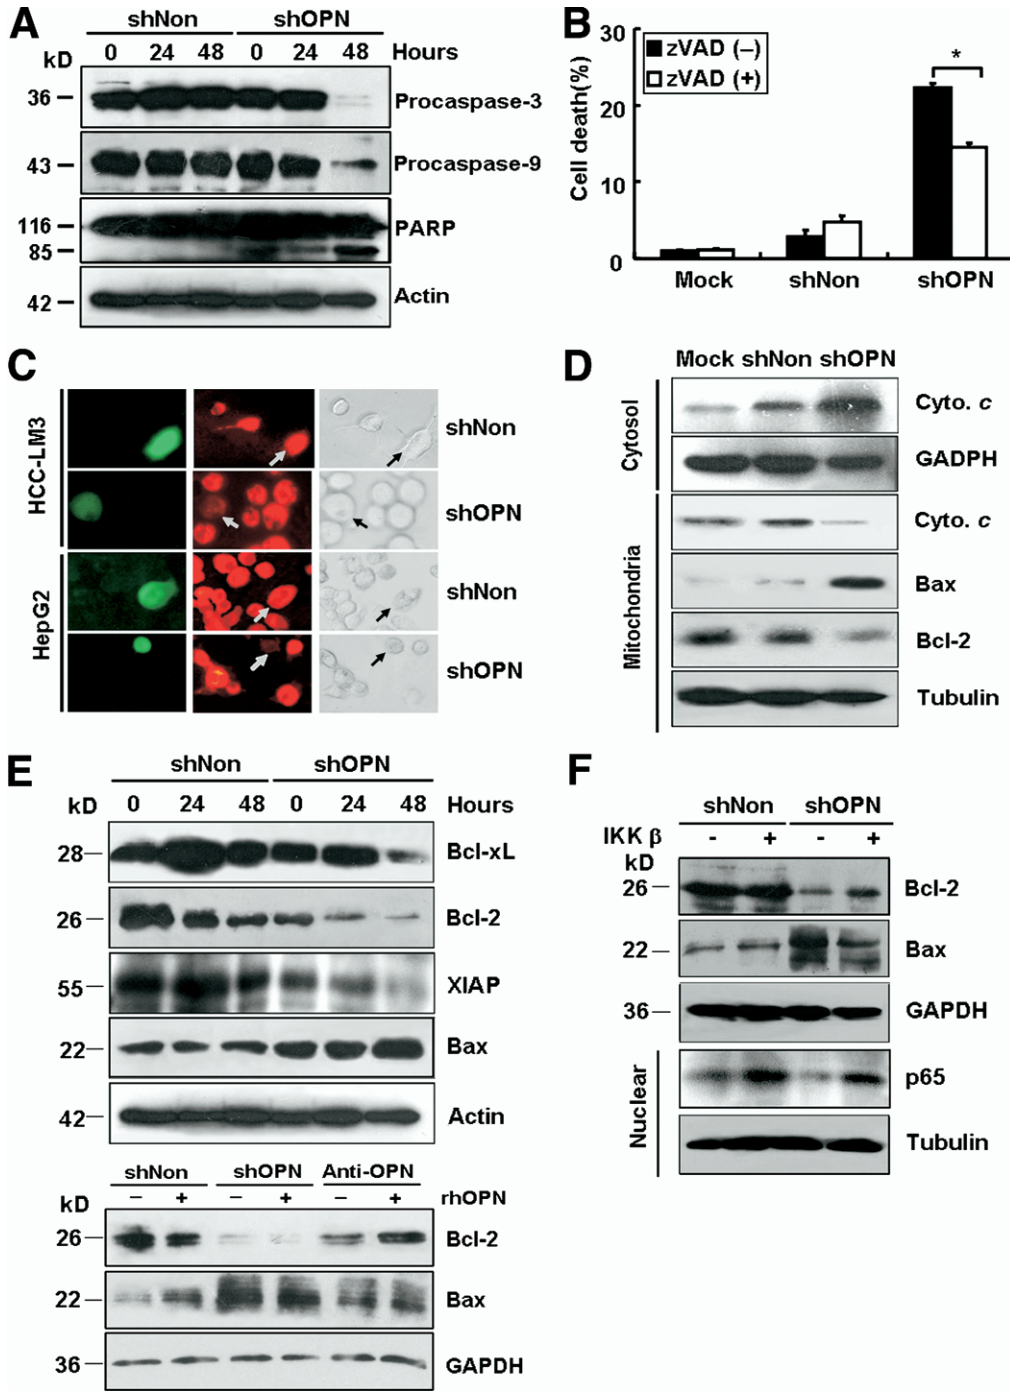 A
shNon shOPN
kD 0 24 48 0 24 48 Hours
36 Procaspase-3
43 Procaspase-9
116 PARP
85
42 Actin
B
Cell death(%)
30
20
10
0
zVAD (–)
zVAD (+)
*
Mock shNon shOPN
C
HCC-LM3
shNon
shOPN
HepG2
shNon
shOPN
D
Mock shNon shOPN
Cytosol
Cyto. c
GADPH
Mitochondria
Cyto. c
Bax
Bcl-2
Tubulin
E
shNon shOPN
kD 0 24 48 0 24 48 Hours
28 Bcl-xL
26 Bcl-2
55 XIAP
22 Bax
42 Actin
shNon shOPN Anti-OPN
kD – + – + – + rhOPN
26 Bcl-2
22 Bax
36 GAPDH
F
shNon shOPN
IKK β - + - +
kD
26 Bcl-2
22 Bax
36 GAPDH
Nuclear
p65
Tubulin